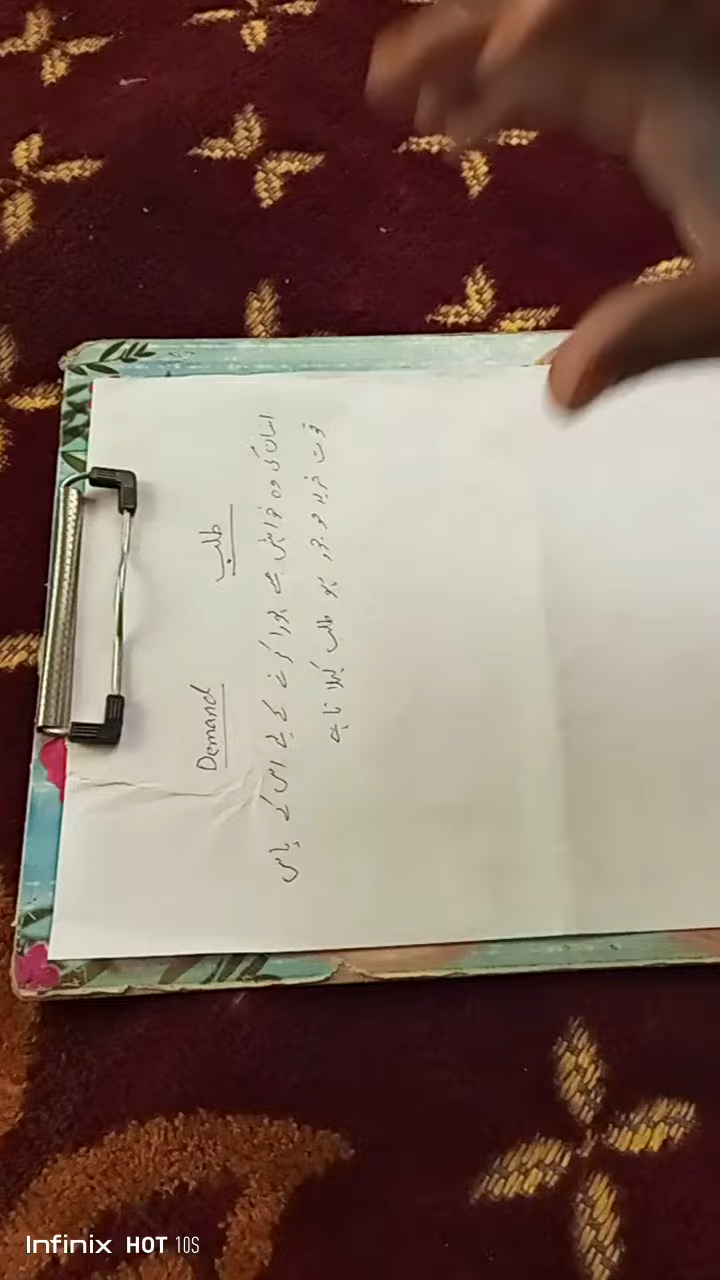 Demand طلب
انسان کی وہ خواہش جسے پورا کرنے کے لئے اس کے پاس
قوت خرید موجود ہو طلب کہلاتا ہے
Infinix HOT 10S